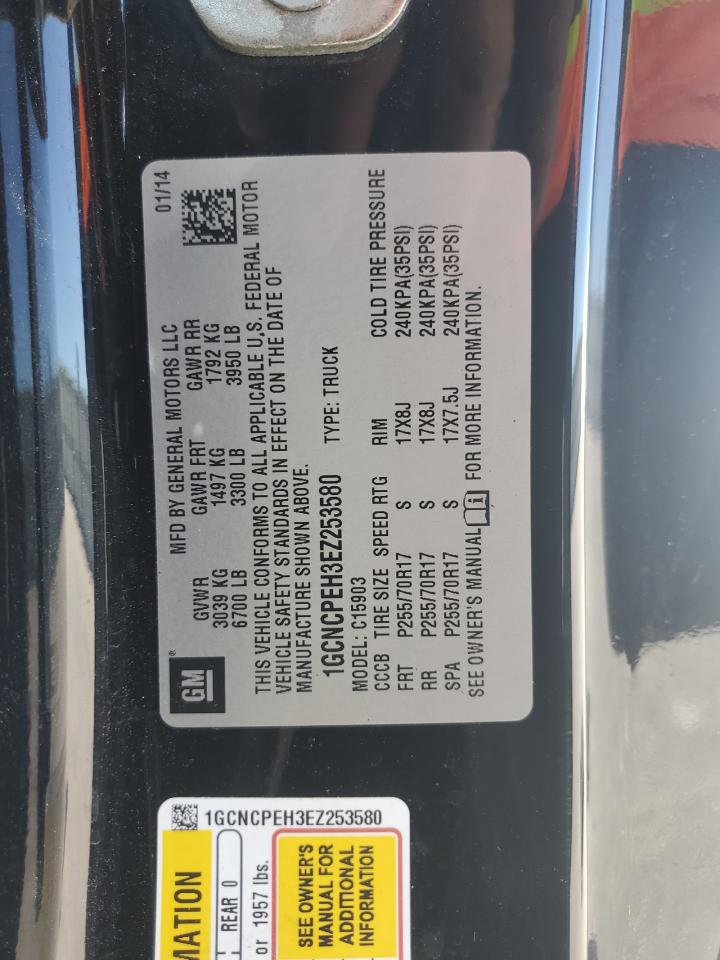 GM®
MFD BY GENERAL MOTORS LLC 01/14
GVWR GAWR FRT GAWR RR
3039 KG 1497 KG 1792 KG
6700 LB 3300 LB 3950 LB
THIS VEHICLE CONFORMS TO ALL APPLICABLE U.S. FEDERAL MOTOR
VEHICLE SAFETY STANDARDS IN EFFECT ON THE DATE OF
MANUFACTURE SHOWN ABOVE.
1GCNCPEH3EZ253580 TYPE: TRUCK
MODEL: C15903
CCCB TIRE SIZE SPEED RTG RIM COLD TIRE PRESSURE
FRT P255/70R17 S 17X8J 240KPA(35PSI)
RR P255/70R17 S 17X8J 240KPA(35PSI)
SPA P255/70R17 S 17X7.5J 240KPA(35PSI)
SEE OWNER'S MANUAL FOR MORE INFORMATION.
1GCNCPEH3EZ253580
MATION
REAR 0
or 1957 lbs.
SEE OWNER'S
MANUAL FOR
ADDITIONAL
INFORMATION